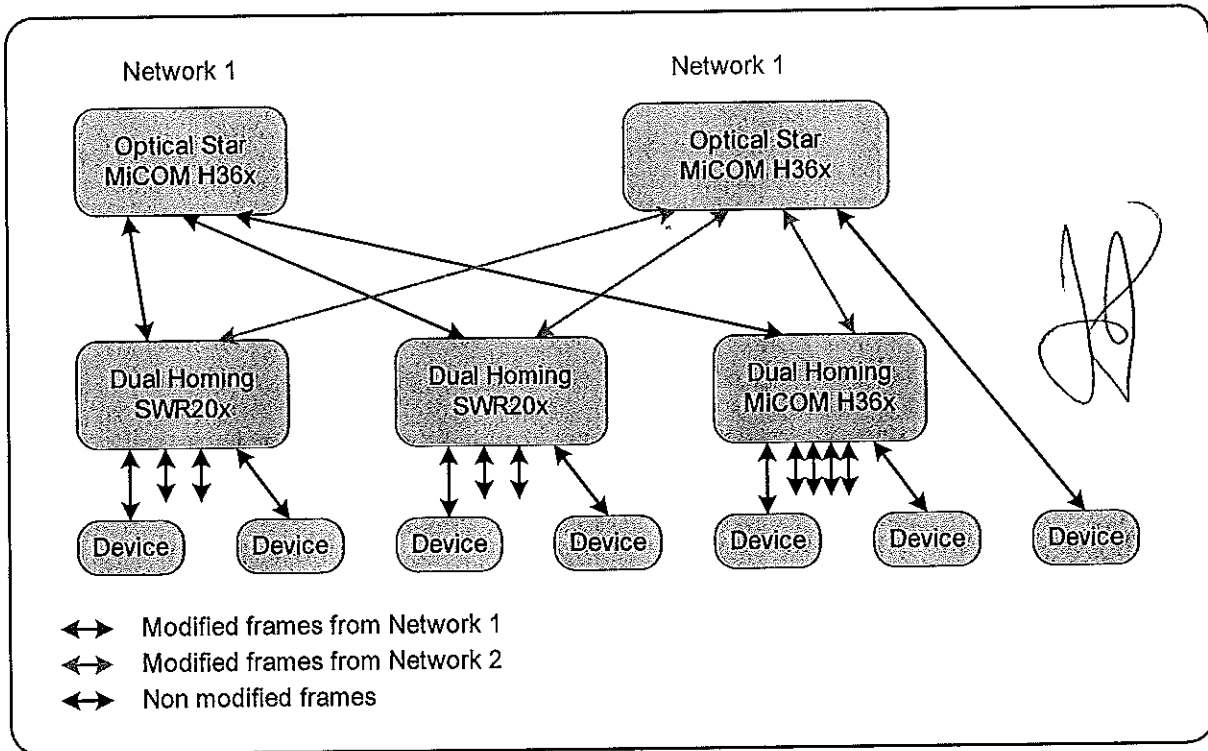 Network 1
Network 1
Optical Star
MiCOM H36x
Optical Star
MiCOM H36x
Dual Homing
SWR20x
Dual Homing
SWR20x
Dual Homing
MiCOM H36x
Device
Device
Device
Device
Device
Device
Device
Modified frames from Network 1
Modified frames from Network 2
Non modified frames